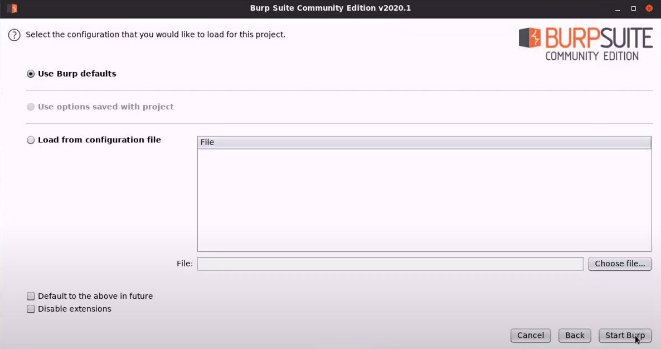 Burp Suite Community Edition v2020.1
? Select the configuration that you would like to load for this project.
BURPSUITE
COMMUNITY EDITION
Use Burp defaults
Use options saved with project
Load from configuration file
File
File:
Choose file...
Default to the above in future
Disable extensions
Cancel Back Start Burp